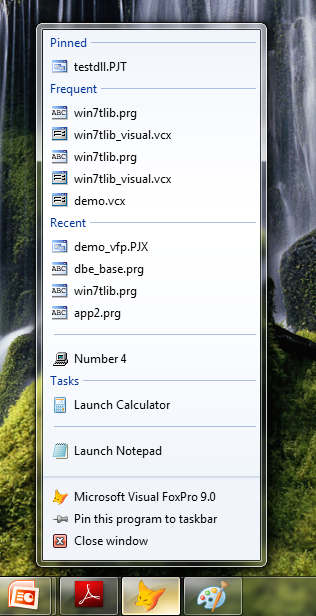 Pinned
testdll.PJT
Frequent
win7tlib.prg
win7tlib_visual.vcx
win7tlib.prg
win7tlib_visual.vcx
demo.vcx
Recent
demo_vfp.PJX
dbe_base.prg
win7tlib.prg
app2.prg
Number 4
Tasks
Launch Calculator
Launch Notepad
Microsoft Visual FoxPro 9.0
Pin this program to taskbar
Close window